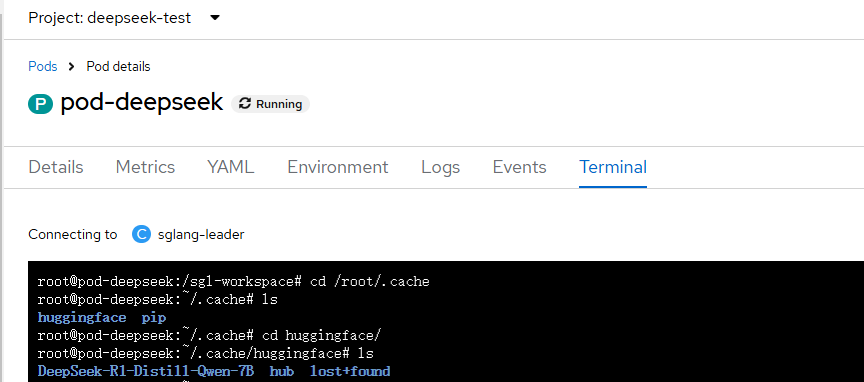 Project: deepseek-test
Pods > Pod details
P pod-deepseek Running
Details Metrics YAML Environment Logs Events Terminal
Connecting to C sglang-leader
root@pod-deepseek:/sgl-workspace# cd /root/.cache
root@pod-deepseek:~/.cache# ls
huggingface pip
root@pod-deepseek:~/.cache# cd huggingface/
root@pod-deepseek:~/.cache/huggingface# ls
DeepSeek-R1-Distill-Qwen-7B hub lost+found